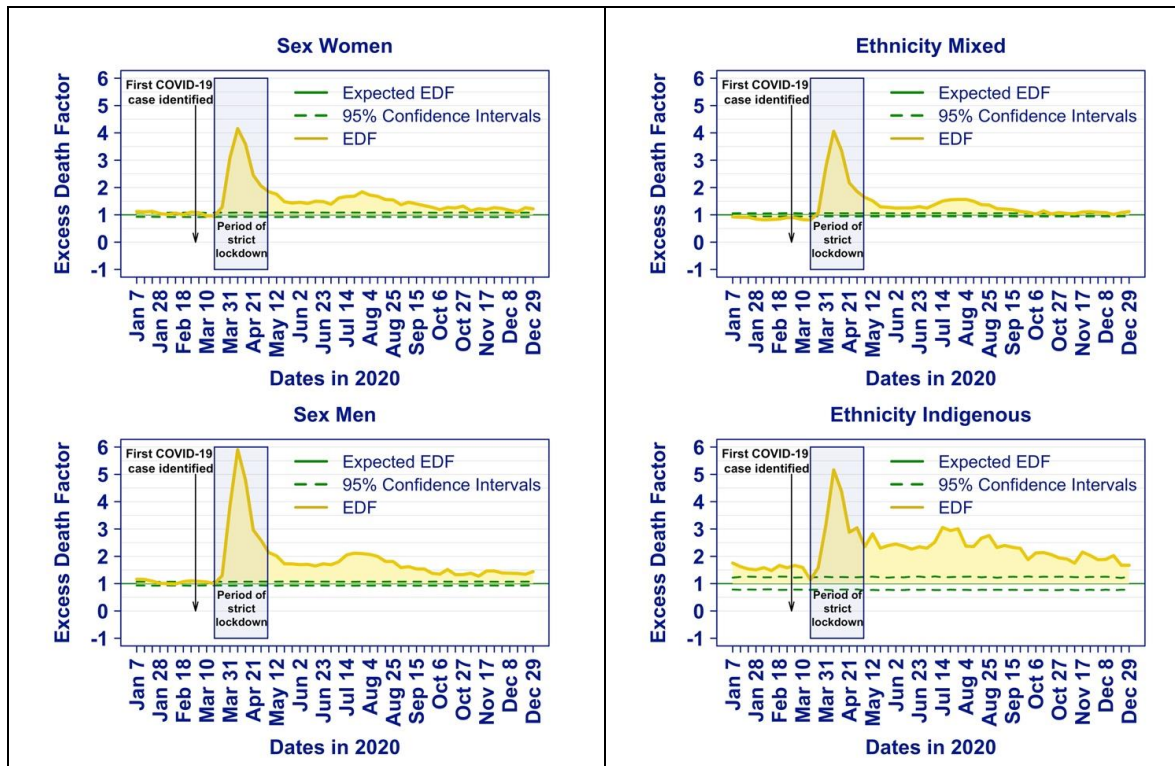 Sex Women
Excess Death Factor
6
5
4
3
2
1
0
-1
First COVID-19
case identified
Expected EDF
95% Confidence Intervals
EDF
Period of
strict
lockdown
Jan 7
Jan 28
Feb 18
Mar 10
Mar 31
Apr 21
May 12
Jun 2
Jun 23
Jul 14
Aug 4
Aug 25
Sep 15
Oct 6
Oct 27
Nov 17
Dec 8
Dec 29
Dates in 2020
Ethnicity Mixed
Excess Death Factor
6
5
4
3
2
1
0
-1
First COVID-19
case identified
Expected EDF
95% Confidence Intervals
EDF
Period of
strict
lockdown
Jan 7
Jan 28
Feb 18
Mar 10
Mar 31
Apr 21
May 12
Jun 2
Jun 23
Jul 14
Aug 4
Aug 25
Sep 15
Oct 6
Oct 27
Nov 17
Dec 8
Dec 29
Dates in 2020
Sex Men
Excess Death Factor
6
5
4
3
2
1
0
-1
First COVID-19
case identified
Expected EDF
95% Confidence Intervals
EDF
Period of
strict
lockdown
Jan 7
Jan 28
Feb 18
Mar 10
Mar 31
Apr 21
May 12
Jun 2
Jun 23
Jul 14
Aug 4
Aug 25
Sep 15
Oct 6
Oct 27
Nov 17
Dec 8
Dec 29
Dates in 2020
Ethnicity Indigenous
Excess Death Factor
6
5
4
3
2
1
0
-1
First COVID-19
case identified
Expected EDF
95% Confidence Intervals
EDF
Period of
strict
lockdown
Jan 7
Jan 28
Feb 18
Mar 10
Mar 31
Apr 21
May 12
Jun 2
Jun 23
Jul 14
Aug 4
Aug 25
Sep 15
Oct 6
Oct 27
Nov 17
Dec 8
Dec 29
Dates in 2020